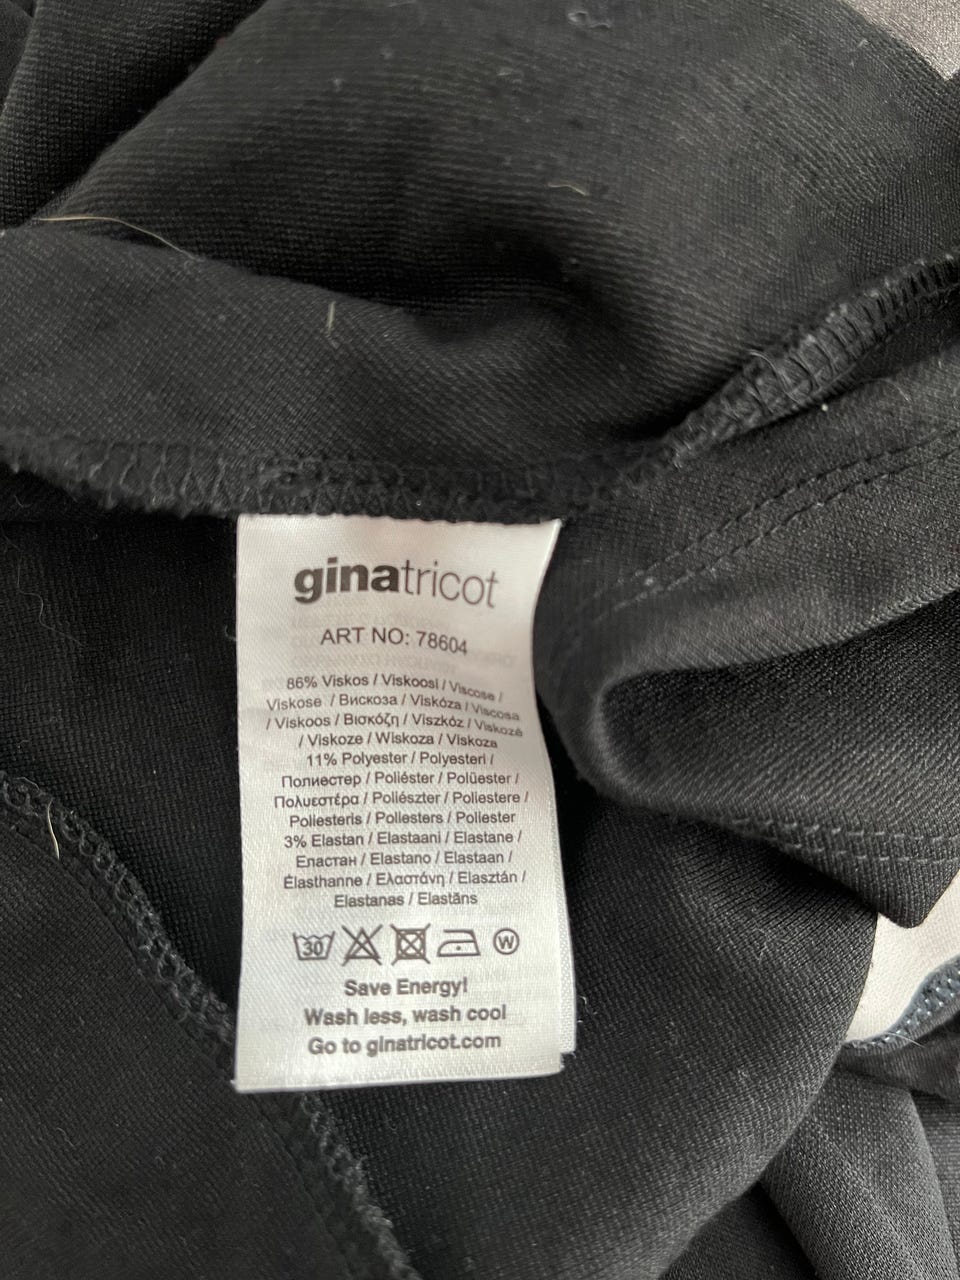 ginatricot
ART NO: 78604
86% Viskos / Viskoosi / Viscose /
Viskose / Вискоза / Viskóza / Viscosa
/ Viskoos / Βισκόζη / Viszkóz / Viskozė
/ Viskoze / Wiskoza / Viskoza
11% Polyester / Polyesteri /
Полиестер / Poliéster / Polüester /
Πολυεστέρα / Poliészter / Poliestere /
Poliesteris / Poliesters / Poliester
3% Elastan / Elastaani / Elastane /
Еластан / Elastano / Elastaan /
Élasthanne / Ελαστάνη / Elasztán /
Elastanas / Elastāns
30 W
Save Energy!
Wash less, wash cool
Go to ginatricot.com